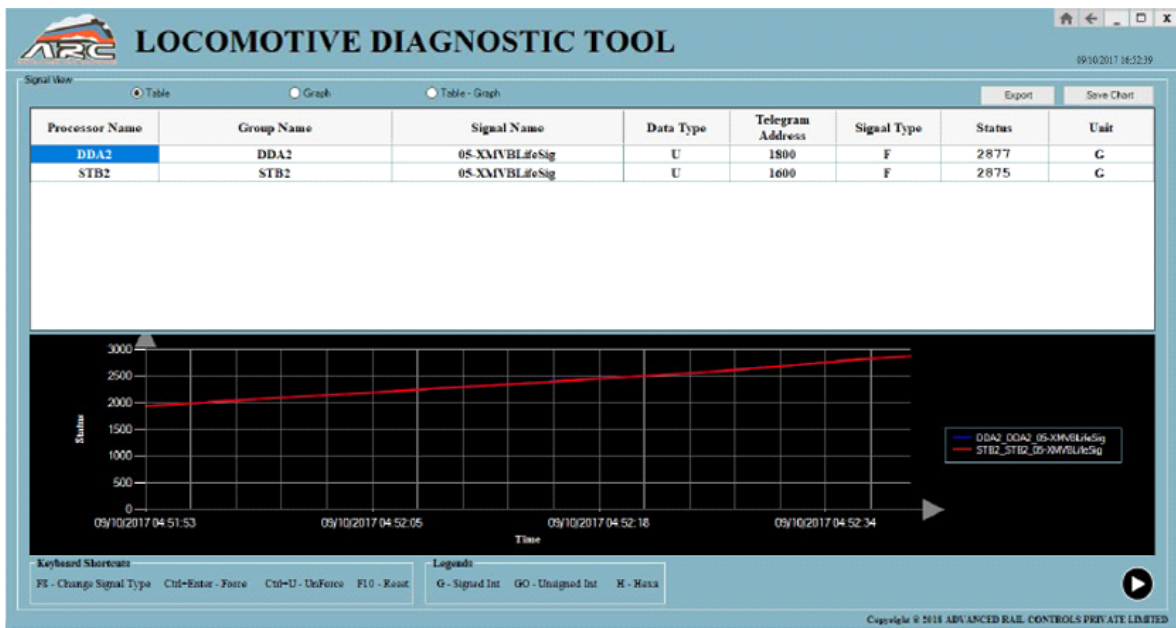 ARC LOCOMOTIVE DIAGNOSTIC TOOL
09/10/2017 16:52:39
Signal View
Table Graph Table - Graph Export Save Chart
Processor Name Group Name Signal Name Data Type Telegram Address Signal Type Status Unit
DDA2 DDA2 05-XMVBLifeSig U 1800 F 2877 G
STB2 STB2 05-XMVBLifeSig U 1600 F 2875 G
3000
2500
2000
1500
1000
500
0
Status
DDA2_DDA2_05-XMVBLifeSig
STB2_STB2_05-XMVBLifeSig
09/10/2017 04:51:53 09/10/2017 04:52:05 09/10/2017 04:52:18 09/10/2017 04:52:34
Time
Keyboard Shortcuts
F8 - Change Signal Type Ctrl+Enter - Force Ctrl+U - UnForce F10 - Reset
Legends
G - Signed Int GO - Unsigned Int H - Hexa
Copyright © 2018 ADVANCED RAIL CONTROLS PRIVATE LIMITED